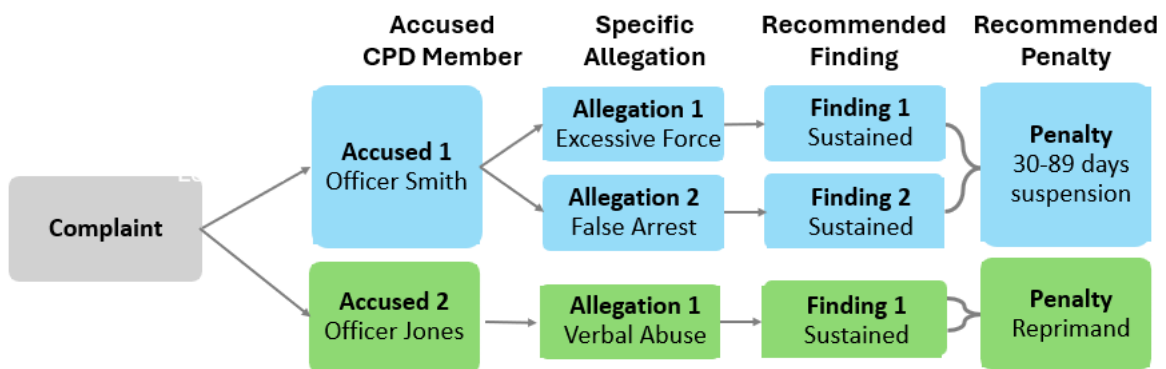 Accused
CPD Member
Specific
Allegation
Recommended
Finding
Recommended
Penalty
Complaint
Accused 1
Officer Smith
Allegation 1
Excessive Force
Finding 1
Sustained
Allegation 2
False Arrest
Finding 2
Sustained
Penalty
30-89 days
suspension
Accused 2
Officer Jones
Allegation 1
Verbal Abuse
Finding 1
Sustained
Penalty
Reprimand